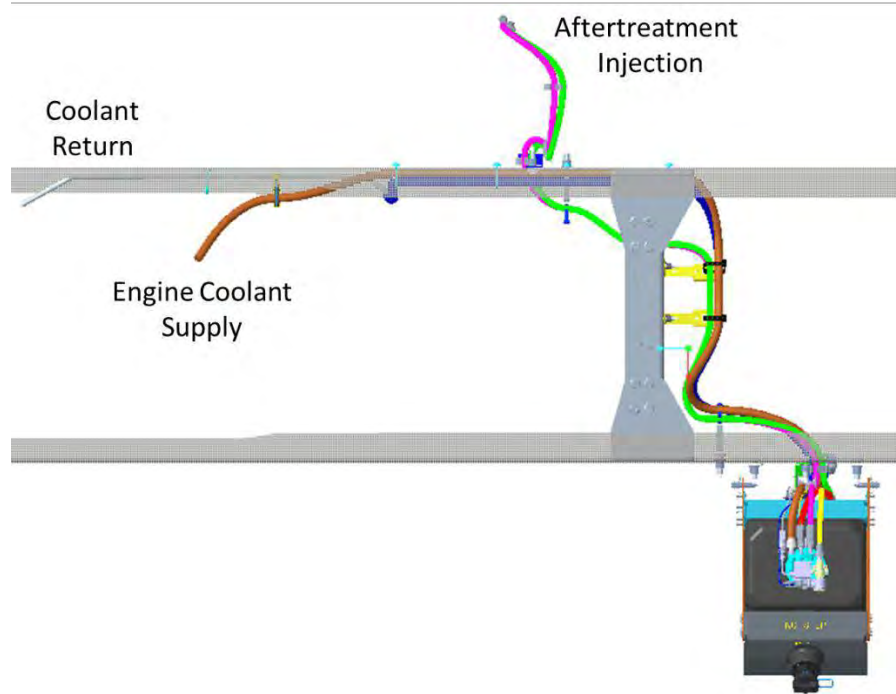 Aftertreatment
Injection
Coolant
Return
Engine Coolant
Supply